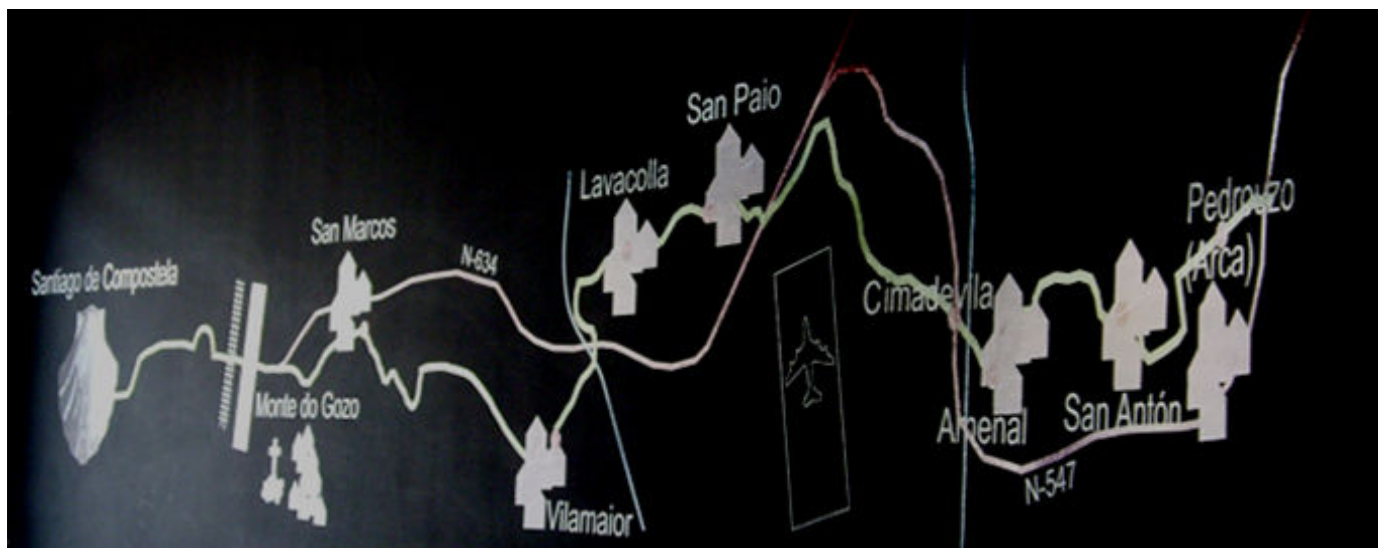 Santiago de Compostela
San Marcos
N-634
Monte do Gozo
Vilamaior
Lavacolla
San Paio
Cimadevila
Amenal
San Antón
Pedrouzo
(Arca)
N-547